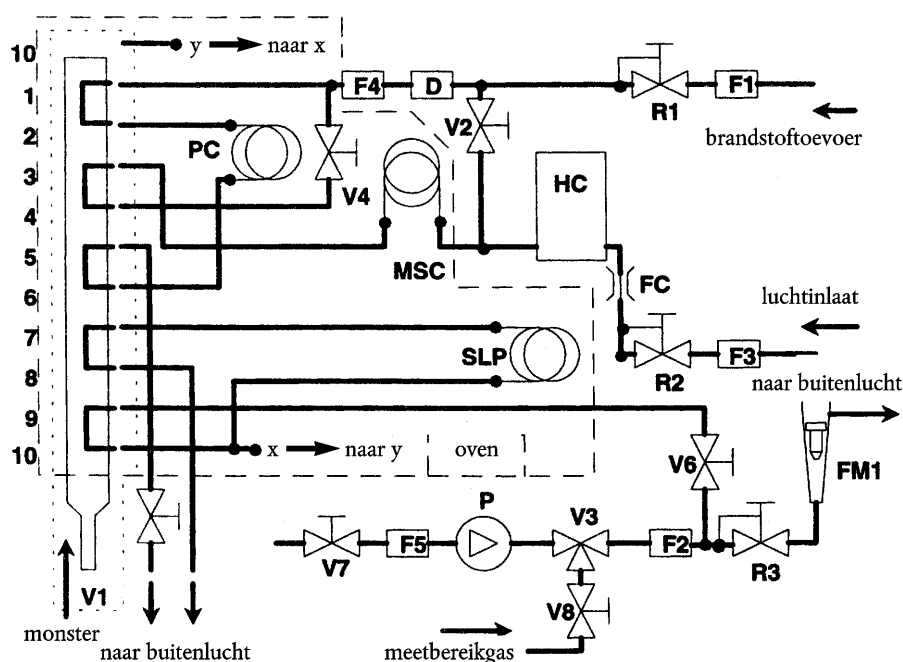 10
y naar x
1
F4
D
F1
R1
brandstoftoevoer
2
PC
V2
3
V4
HC
4
MSC
5
FC
6
luchtinlaat
7
SLP
R2
F3
8
naar buitenlucht
9
10
x naar y
oven
V6
FM1
P
V3
V7
F5
F2
R3
V1
V8
monster
naar buitenlucht
meetbereikgas